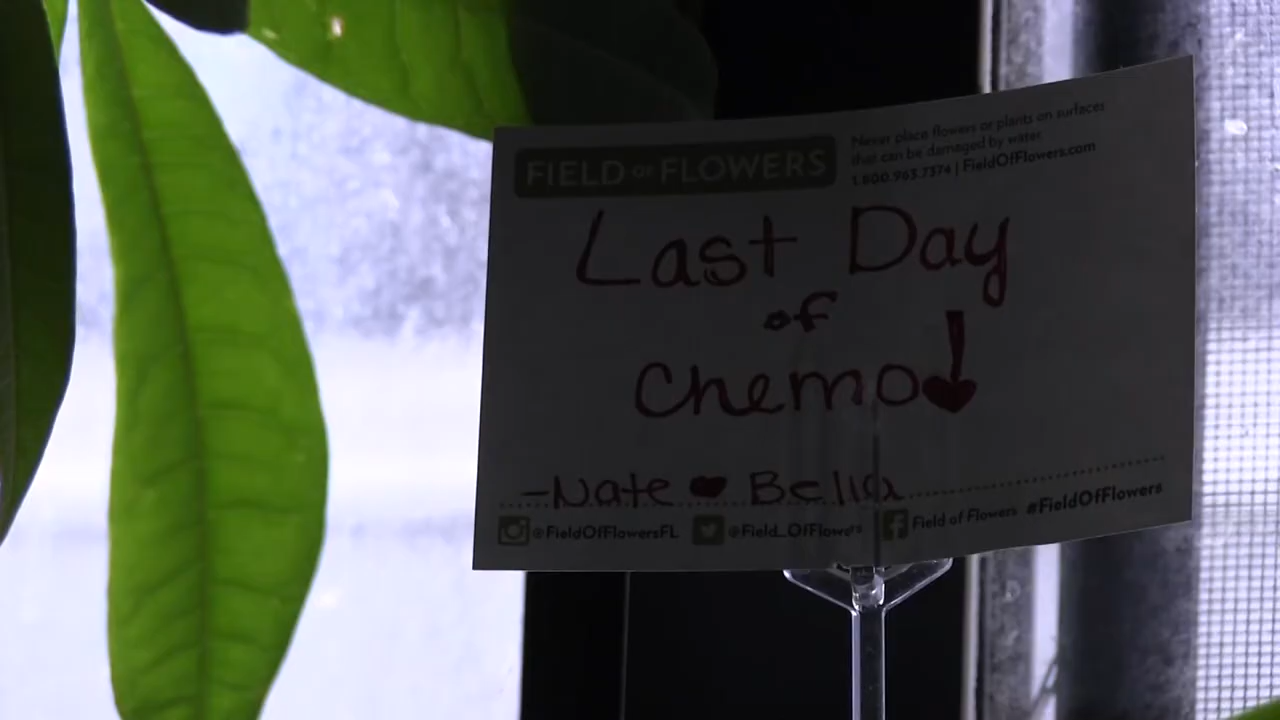 FIELD OF FLOWERS
Never place flowers or plants on surfaces
that can be damaged by water.
1.800.963.7374 | FieldOfFlowers.com
Last Day
of
Chemo!
-Nate ♥ Bella
@FieldOfFlowersFL @Field_OfFlowers Field of Flowers #FieldOfFlowers